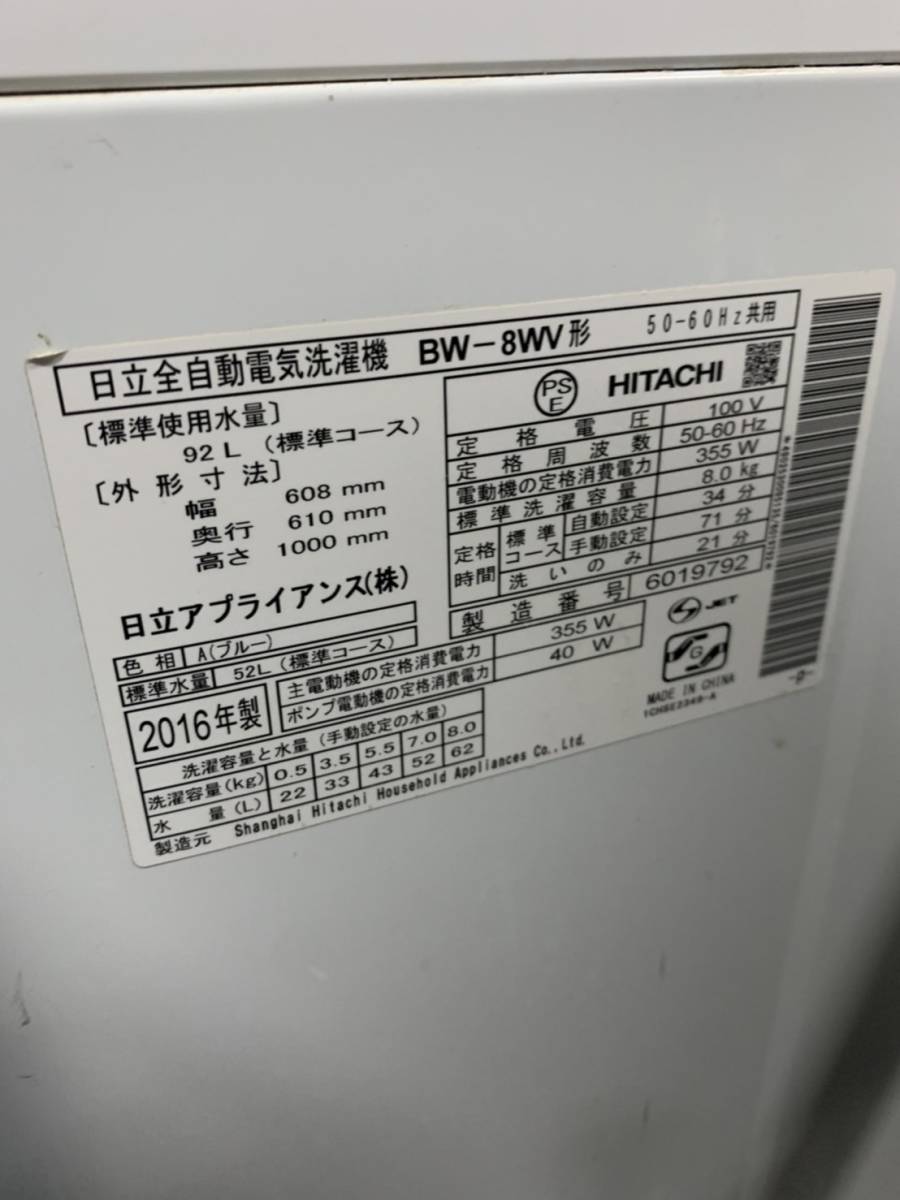 日立全自動電気洗濯機 BW-8WV形 50-60Hz共用
〔標準使用水量〕
92 L (標準コース)
〔外形寸法〕
幅 608 mm
奥行 610 mm
高さ 1000 mm
日立アプライアンス(株)
色相 A(ブルー)
標準水量 52L (標準コース)
2016年製
主電動機の定格消費電力 355 W
ポンプ電動機の定格消費電力 40 W
洗濯容量と水量 (手動設定の水量)
洗濯容量(kg) 0.5 3.5 5.5 7.0 8.0
水量(L) 22 33 43 52 62
製造元 Shanghai Hitachi Household Appliances Co., Ltd.
PS
E
HITACHI
定格電圧 100 V
定格周波数 50-60 Hz
電動機の定格消費電力 355 W
標準洗濯容量 8.0 kg
定格時間 標準コース 自動設定 34 分
手動設定 71 分
洗いのみ 21 分
製造番号 6019792
JET
G
MADE IN CHINA
-P-